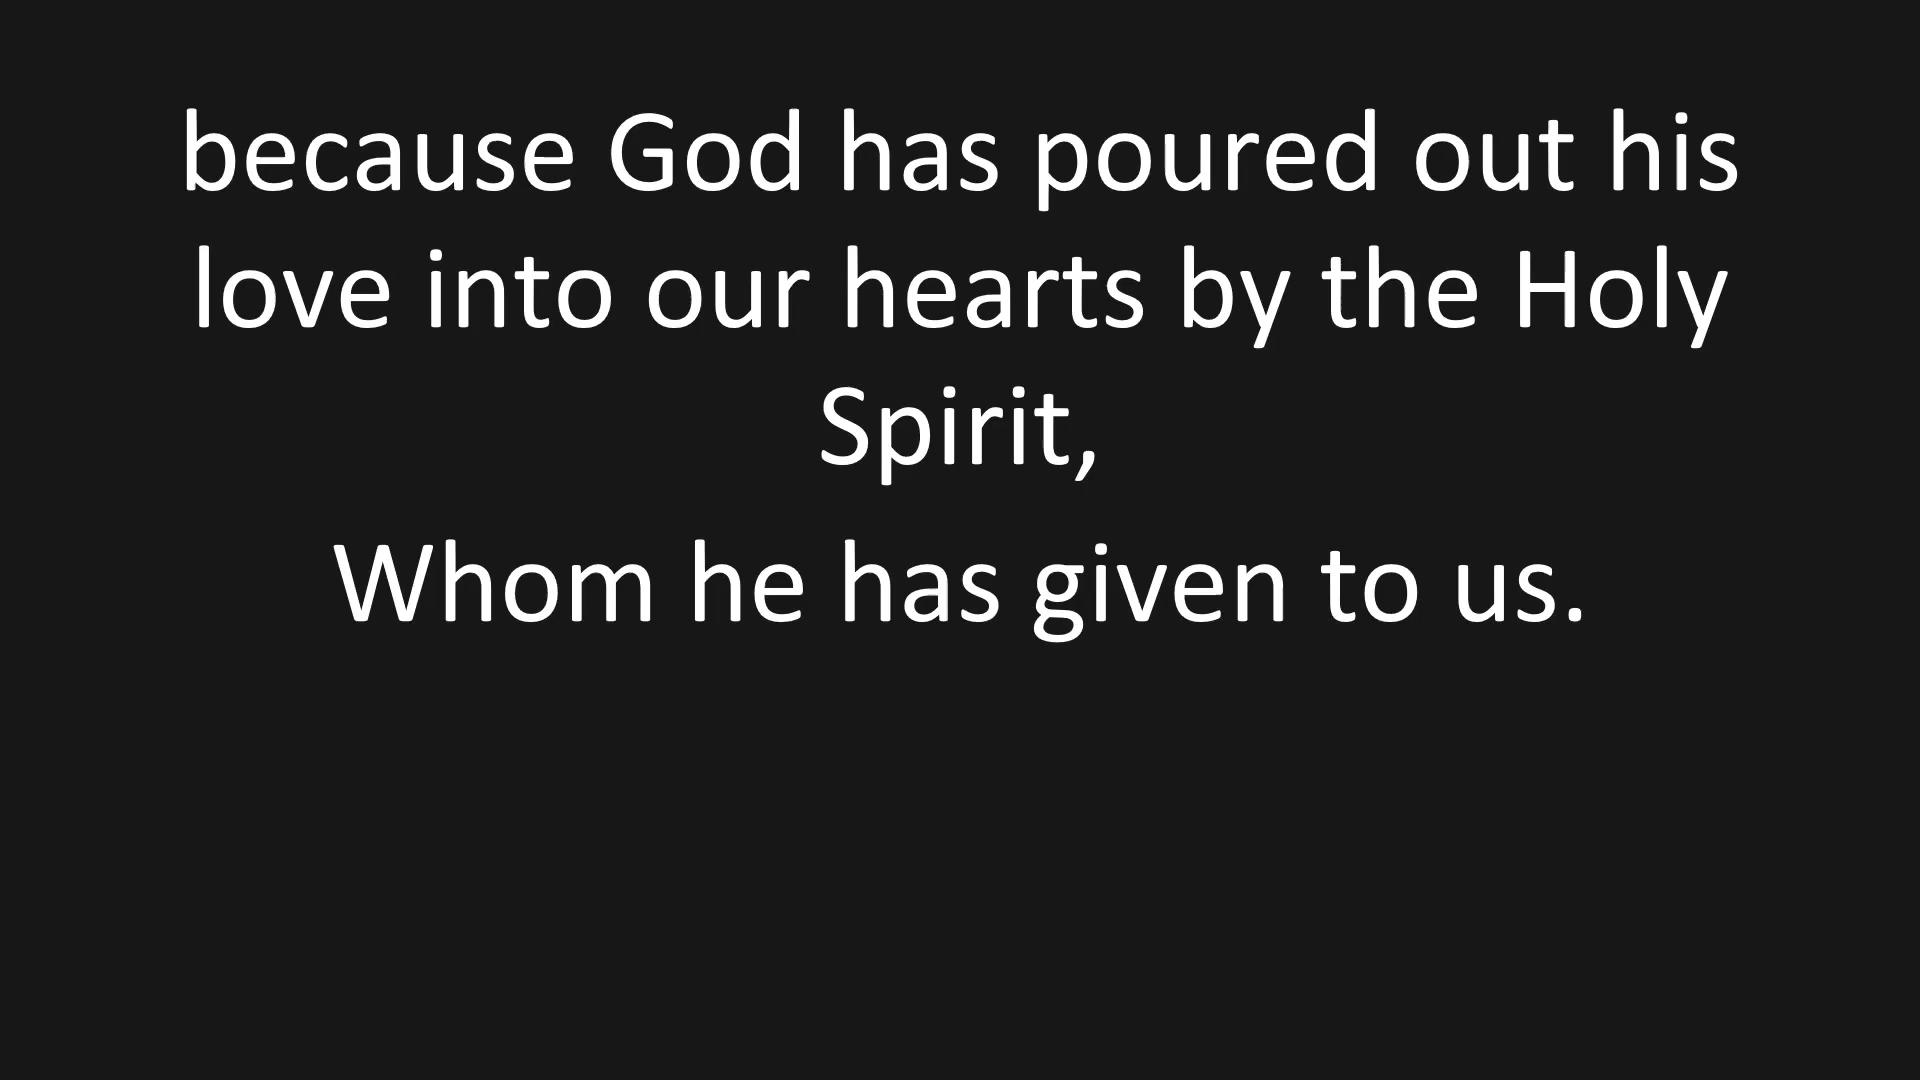 because God has poured out his
love into our hearts by the Holy
Spirit,
Whom he has given to us.